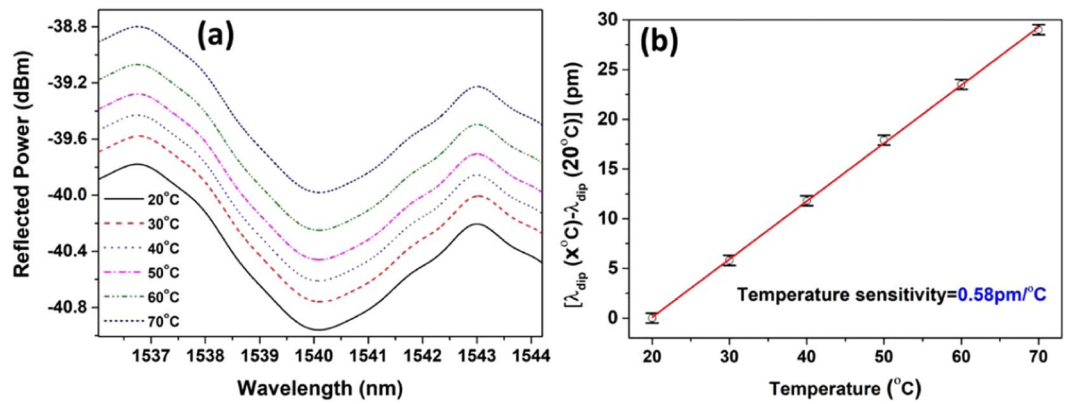 (a)
Reflected Power (dBm)
-38.8
-39.2
-39.6
-40.0
-40.4
-40.8
20°C
30°C
40°C
50°C
60°C
70°C
1537 1538 1539 1540 1541 1542 1543 1544
Wavelength (nm)
(b)
[λdip (x°C)-λdip (20°C)] (pm)
30
25
20
15
10
5
0
Temperature sensitivity=0.58pm/°C
20 30 40 50 60 70
Temperature (°C)